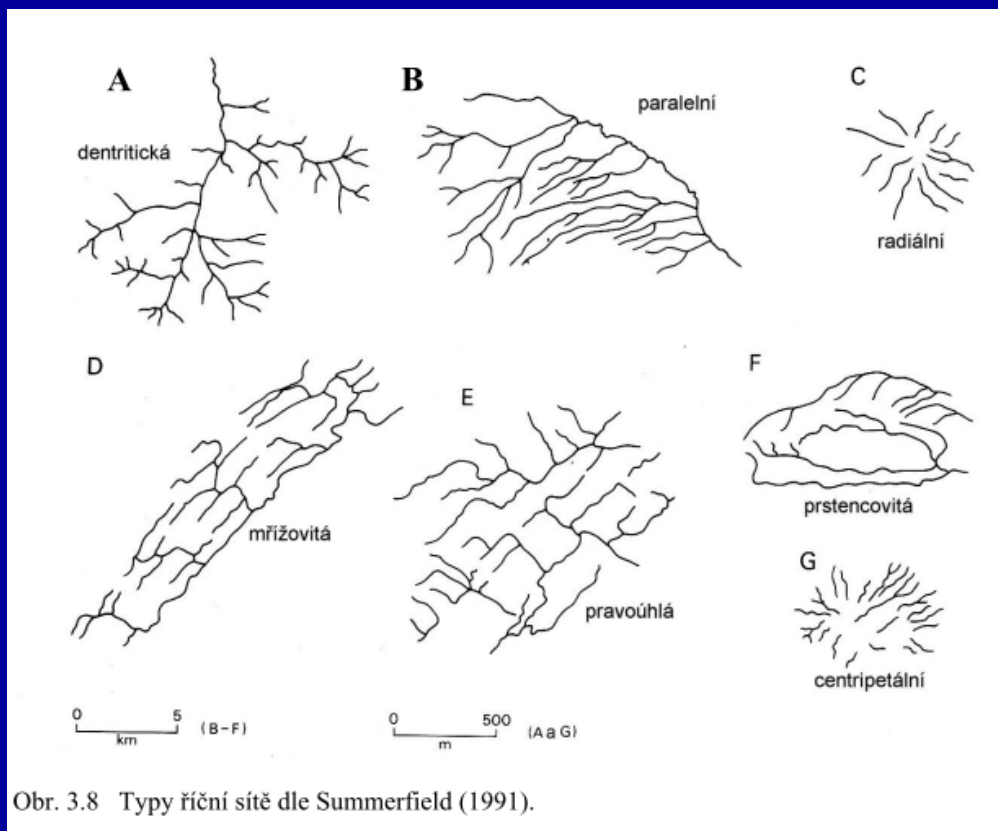 A
dentritická
B
paralelní
C
radiální
D
mřížovitá
E
pravoúhlá
F
prstencovitá
G
centripetální
0 5
km
(B-F)
0 500
m
(A a G)
Obr. 3.8 Typy říční sítě dle Summerfield (1991).